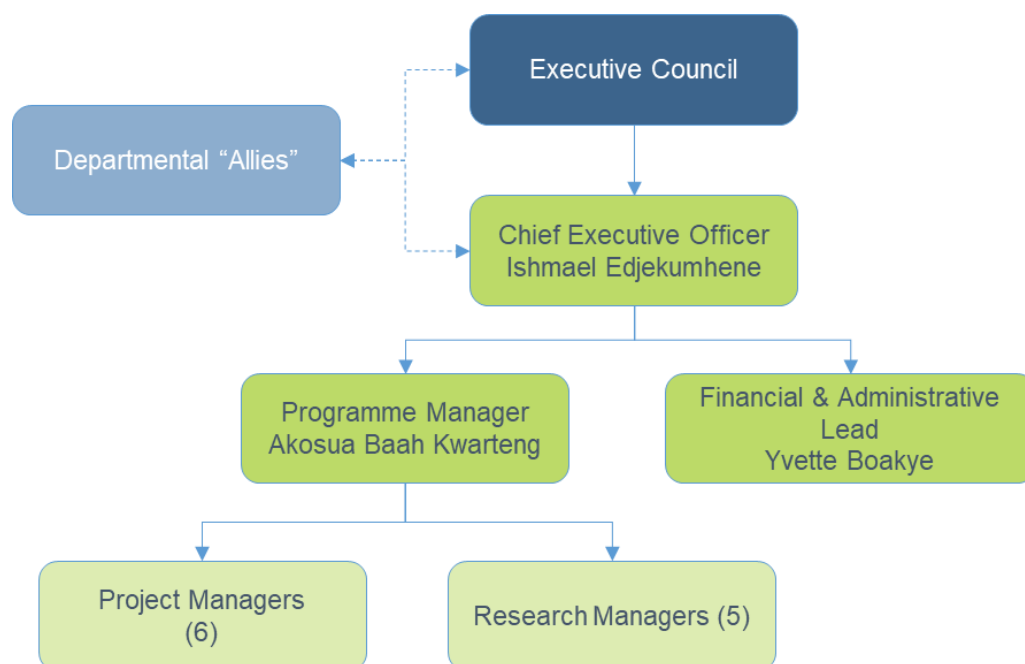 Executive Council
Departmental “Allies”
Chief Executive Officer
Ishmael Edjekumhene
Programme Manager
Akosua Baah Kwarteng
Financial & Administrative
Lead
Yvette Boakye
Project Managers
(6)
Research Managers (5)